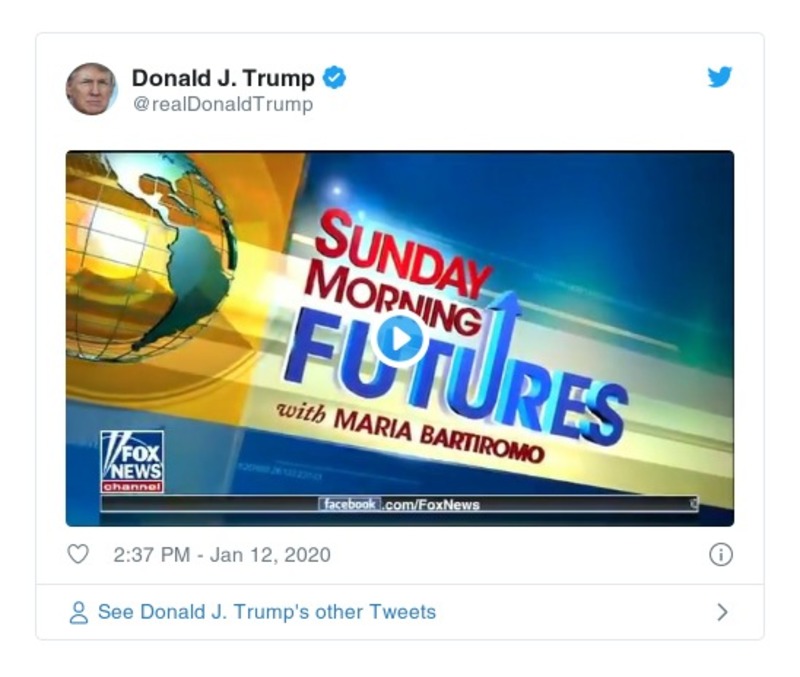 Donald J. Trump
@realDonaldTrump
SUNDAY
MORNING
FUTURES
with MARIA BARTIROMO
FOX
NEWS
channel
facebook.com/FoxNews
2:37 PM - Jan 12, 2020
See Donald J. Trump's other Tweets